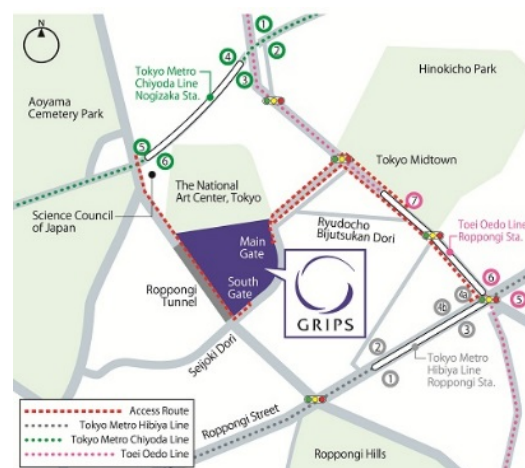 N
1
2
4
3
Tokyo Metro
Chiyoda Line
Nogizaka Sta.
Hinokicho Park
Aoyama
Cemetery Park
5
6
Tokyo Midtown
The National
Art Center, Tokyo
Science Council
of Japan
7
Ryudocho
Bijutsukan Dori
Toei Oedo Line
Roppongi Sta.
Main
Gate
South
Gate
Roppongi
Tunnel
GRIPS
6
4a
5
4b
3
Seijoki Dori
2
1
Tokyo Metro
Hibiya Line
Roppongi Sta.
Access Route
Tokyo Metro Hibiya Line
Tokyo Metro Chiyoda Line
Toei Oedo Line
Roppongi Street
Roppongi Hills